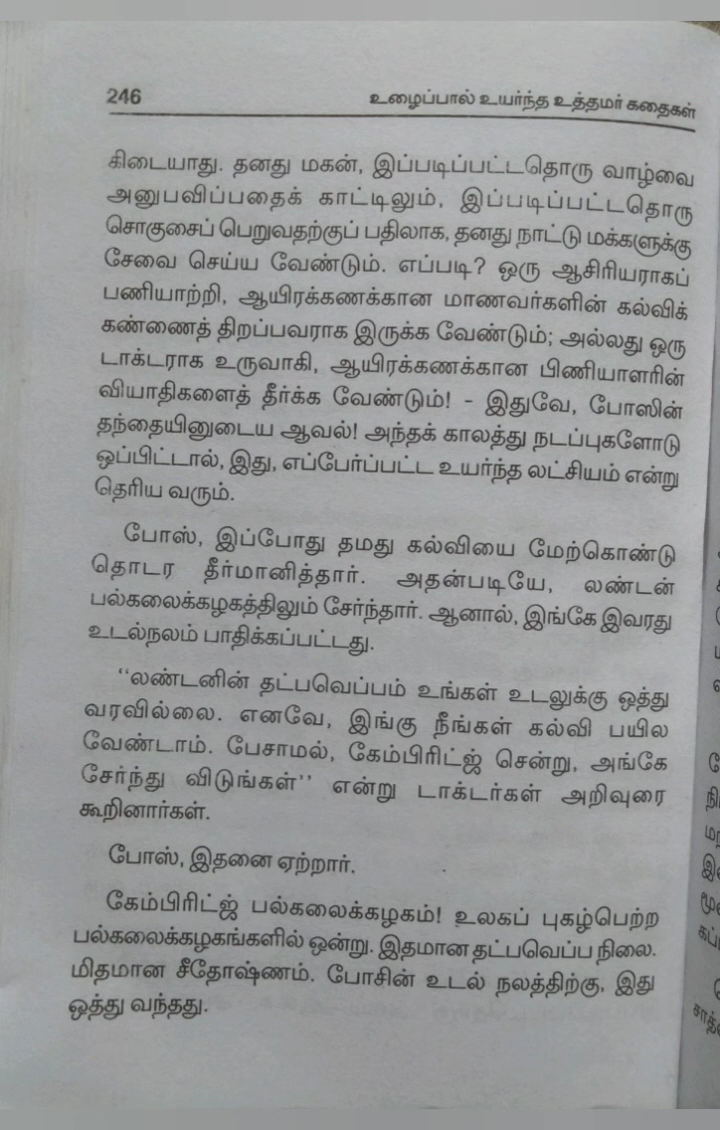 246 உழைப்பால் உயர்ந்த உத்தமர் கதைகள்
கிடையாது. தனது மகன், இப்படிப்பட்டதொரு வாழ்வை
அனுபவிப்பதைக் காட்டிலும், இப்படிப்பட்டதொரு
சொகுசைப் பெறுவதற்குப் பதிலாக, தனது நாட்டு மக்களுக்கு
சேவை செய்ய வேண்டும். எப்படி? ஒரு ஆசிரியராகப்
பணியாற்றி, ஆயிரக்கணக்கான மாணவர்களின் கல்விக்
கண்ணைத் திறப்பவராக இருக்க வேண்டும்; அல்லது ஒரு
டாக்டராக உருவாகி, ஆயிரக்கணக்கான பிணியாளரின்
வியாதிகளைத் தீர்க்க வேண்டும்! - இதுவே, போஸின்
தந்தையினுடைய ஆவல்! அந்தக் காலத்து நடப்புகளோடு
ஒப்பிட்டால், இது, எப்பேர்ப்பட்ட உயர்ந்த லட்சியம் என்று
தெரிய வரும்.
போஸ், இப்போது தமது கல்வியை மேற்கொண்டு
தொடர தீர்மானித்தார். அதன்படியே, லண்டன்
பல்கலைக்கழகத்திலும் சேர்ந்தார். ஆனால், இங்கே இவரது
உடல்நலம் பாதிக்கப்பட்டது.
‘‘லண்டனின் தட்பவெப்பம் உங்கள் உடலுக்கு ஒத்து
வரவில்லை. எனவே, இங்கு நீங்கள் கல்வி பயில
வேண்டாம். பேசாமல், கேம்பிரிட்ஜ் சென்று, அங்கே
சேர்ந்து விடுங்கள்’’ என்று டாக்டர்கள் அறிவுரை
கூறினார்கள்.
போஸ், இதனை ஏற்றார்.
கேம்பிரிட்ஜ் பல்கலைக்கழகம்! உலகப் புகழ்பெற்ற
பல்கலைக்கழகங்களில் ஒன்று. இதமான தட்பவெப்ப நிலை.
மிதமான சீதோஷ்ணம். போசின் உடல் நலத்திற்கு, இது
ஒத்து வந்தது.